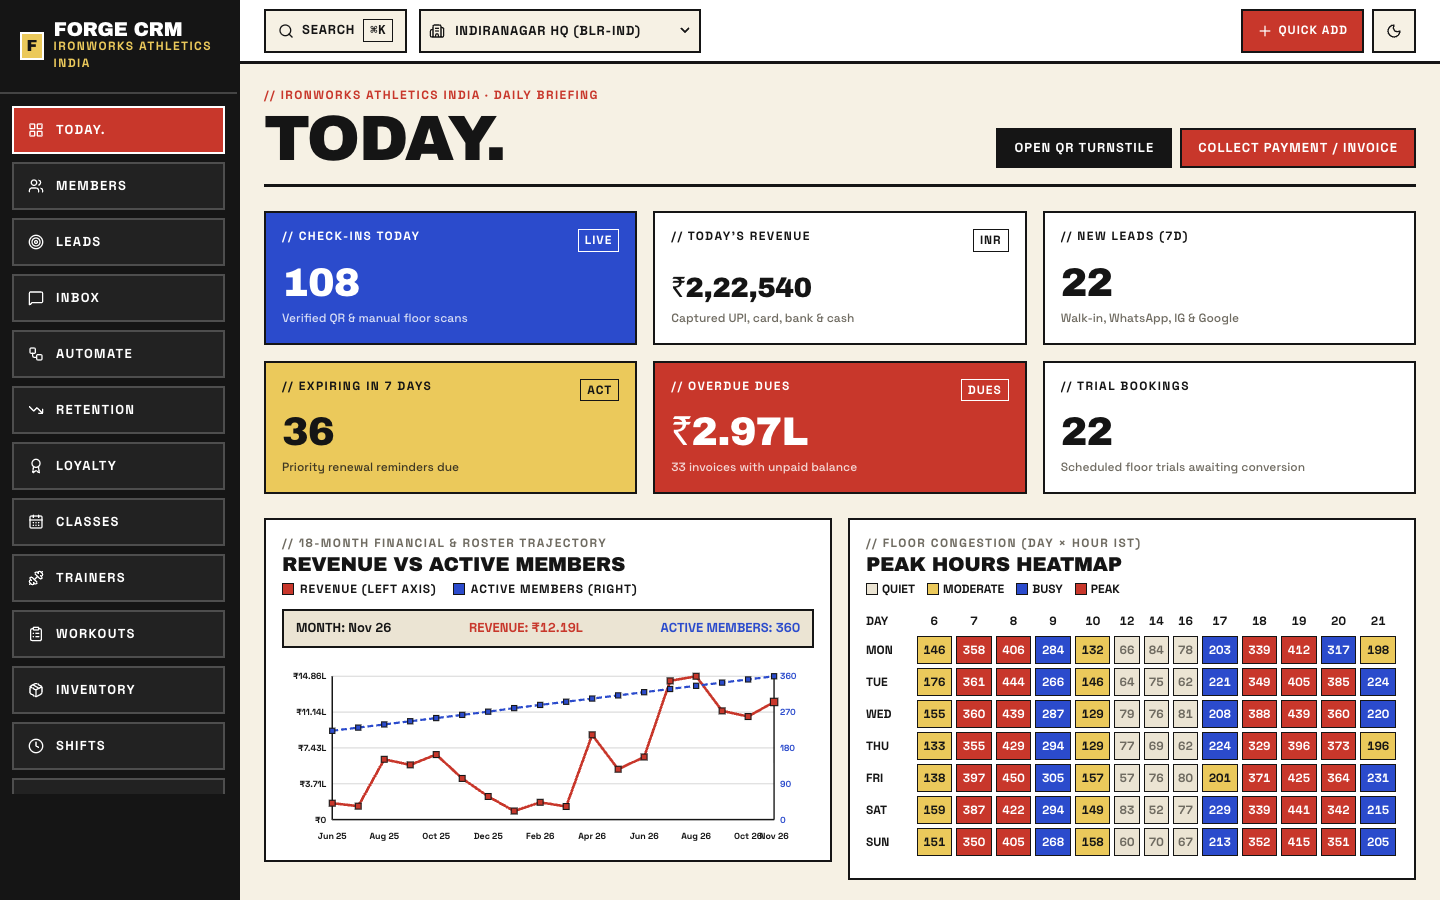 F
FORGE CRM
IRONWORKS ATHLETICS
INDIA
TODAY.
MEMBERS
LEADS
INBOX
AUTOMATE
RETENTION
LOYALTY
CLASSES
TRAINERS
WORKOUTS
INVENTORY
SHIFTS
SEARCH ⌘K
INDIRANAGAR HQ (BLR-IND)
+ QUICK ADD
// IRONWORKS ATHLETICS INDIA · DAILY BRIEFING
TODAY.
OPEN QR TURNSTILE
COLLECT PAYMENT / INVOICE
// CHECK-INS TODAY
LIVE
108
Verified QR & manual floor scans
// TODAY'S REVENUE
INR
₹2,22,540
Captured UPI, card, bank & cash
// NEW LEADS (7D)
22
Walk-in, WhatsApp, IG & Google
// EXPIRING IN 7 DAYS
ACT
36
Priority renewal reminders due
// OVERDUE DUES
DUES
₹2.97L
33 invoices with unpaid balance
// TRIAL BOOKINGS
22
Scheduled floor trials awaiting conversion
// 18-MONTH FINANCIAL & ROSTER TRAJECTORY
REVENUE VS ACTIVE MEMBERS
REVENUE (LEFT AXIS) ACTIVE MEMBERS (RIGHT)
MONTH: Nov 26 REVENUE: ₹12.19L ACTIVE MEMBERS: 360
₹14.86L 360
₹11.14L 270
₹7.43L 180
₹3.71L 90
₹0 0
Jun 25 Aug 25 Oct 25 Dec 25 Feb 26 Apr 26 Jun 26 Aug 26 Oct 26 Nov 26
// FLOOR CONGESTION (DAY × HOUR IST)
PEAK HOURS HEATMAP
QUIET MODERATE BUSY PEAK
DAY 6 7 8 9 10 12 14 16 17 18 19 20 21
MON 146 358 406 284 132 66 84 78 203 339 412 317 198
TUE 176 361 444 266 146 64 75 62 221 349 405 385 224
WED 155 360 439 287 129 79 76 81 208 388 439 360 220
THU 133 355 429 294 129 77 69 62 224 329 396 373 196
FRI 138 397 450 305 157 57 76 80 201 371 425 364 231
SAT 159 387 422 294 149 83 52 77 229 339 441 342 215
SUN 151 350 405 268 158 60 70 67 213 352 415 351 205